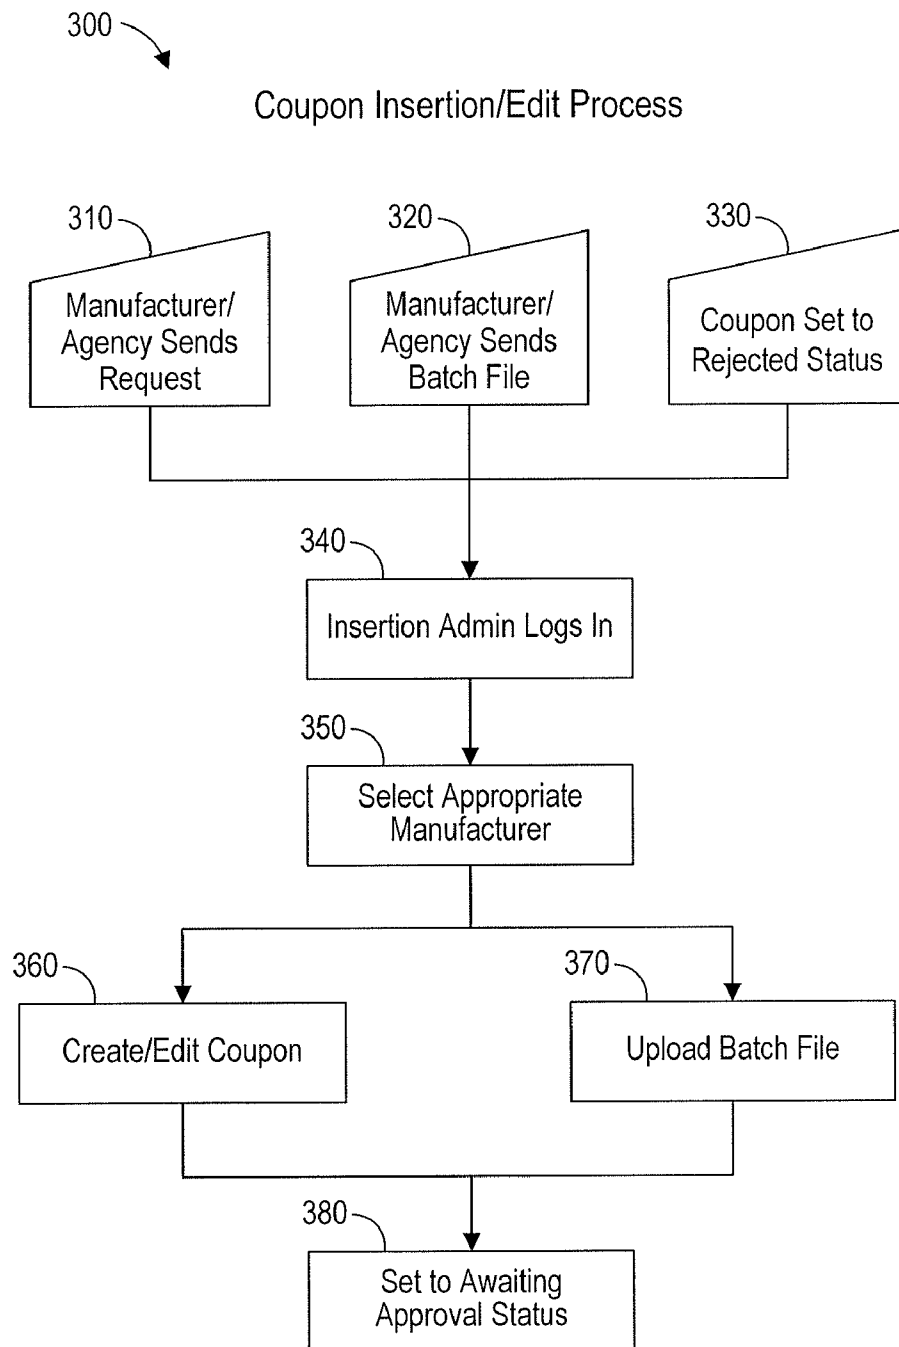 300
Coupon Insertion/Edit Process
310
320
330
Manufacturer/
Agency Sends
Request
Manufacturer/
Agency Sends
Batch File
Coupon Set to
Rejected Status
340
Insertion Admin Logs In
350
Select Appropriate
Manufacturer
360
370
Create/Edit Coupon
Upload Batch File
380
Set to Awaiting
Approval Status